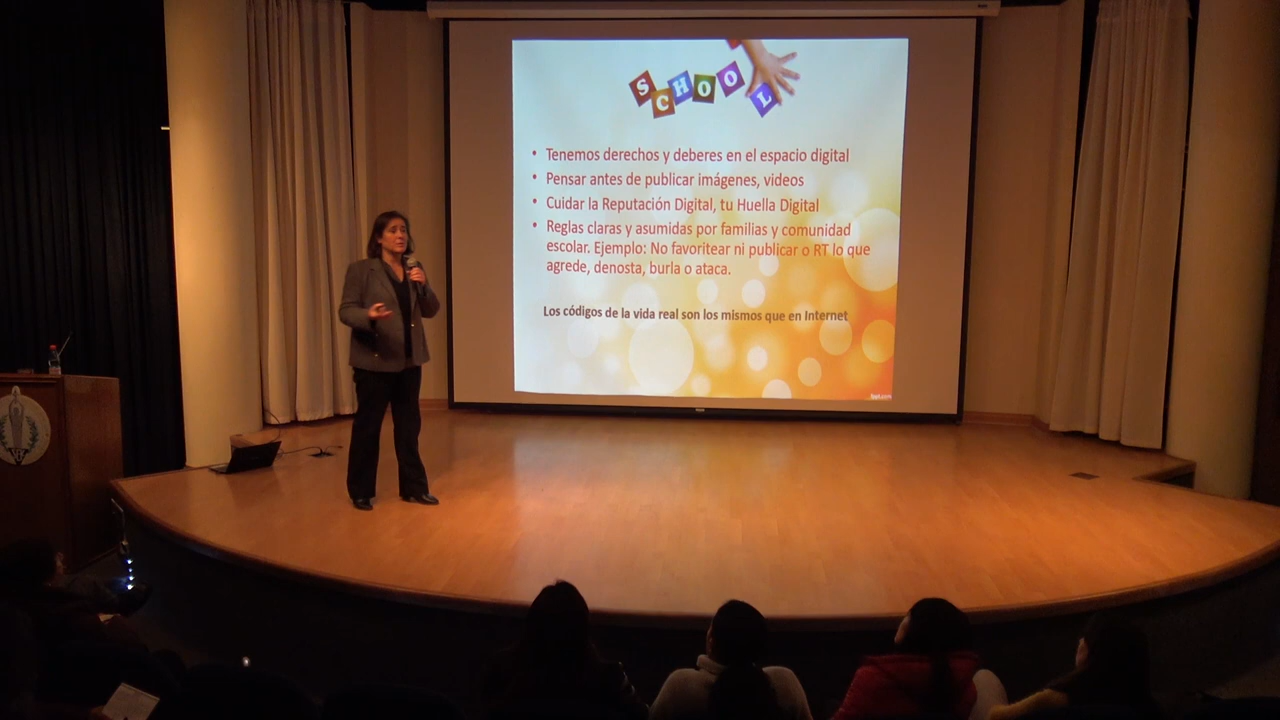 SCHOOL
• Tenemos derechos y deberes en el espacio digital
• Pensar antes de publicar imágenes, videos
• Cuidar la Reputación Digital, tu Huella Digital
• Reglas claras y asumidas por familias y comunidad
escolar. Ejemplo: No favoritear ni publicar o RT lo que
agrede, denosta, burla o ataca.
Los códigos de la vida real son los mismos que en Internet